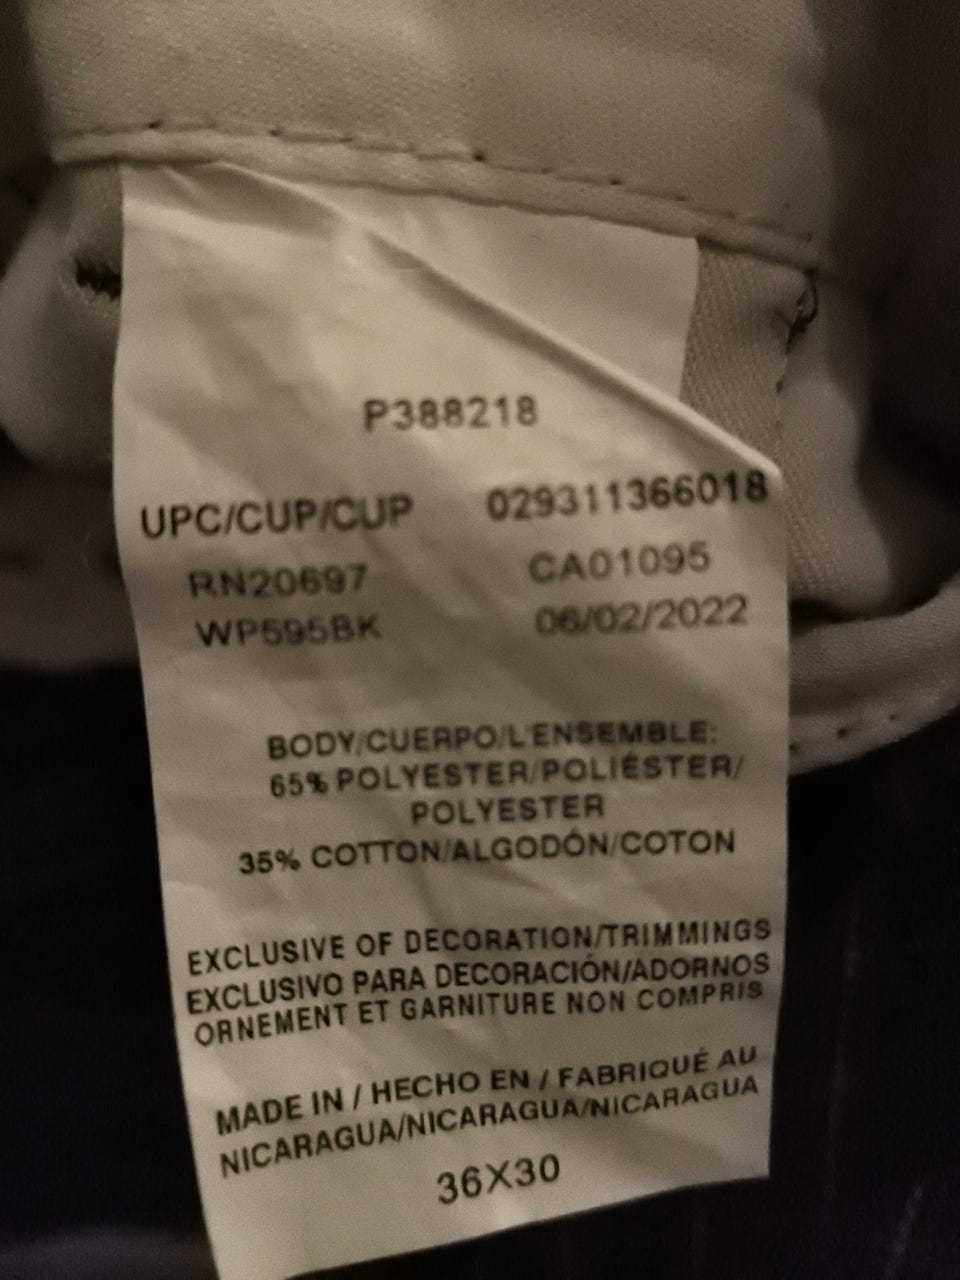 P388218
UPC/CUP/CUP 029311366018
RN20697 CA01095
WP595BK 06/02/2022
BODY/CUERPO/L'ENSEMBLE:
65% POLYESTER/POLIÉSTER/
POLYESTER
35% COTTON/ALGODÓN/COTON
EXCLUSIVE OF DECORATION/TRIMMINGS
EXCLUSIVO PARA DECORACIÓN/ADORNOS
ORNEMENT ET GARNITURE NON COMPRIS
MADE IN / HECHO EN / FABRIQUÉ AU
NICARAGUA/NICARAGUA/NICARAGUA
36X30